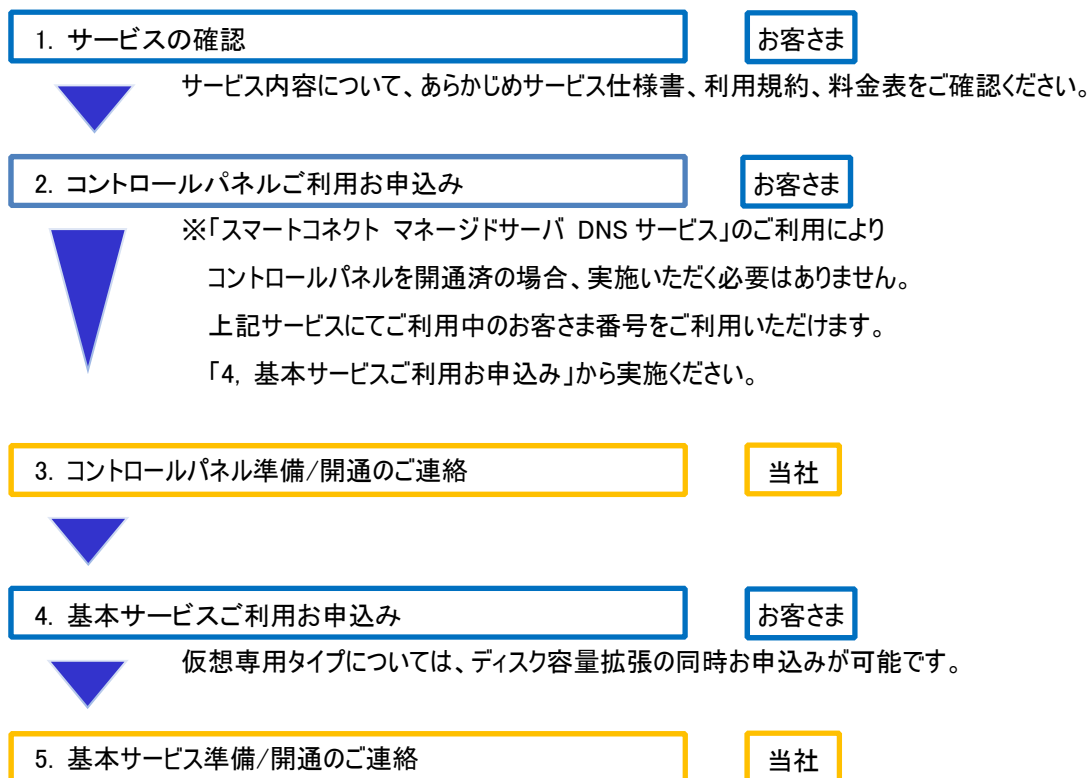 1. サービスの確認 お客さま
サービス内容について、あらかじめサービス仕様書、利用規約、料金表をご確認ください。
2. コントロールパネルご利用お申込み お客さま
※「スマートコネクト マネージドサーバ DNS サービス」のご利用により
コントロールパネルを開通済の場合、実施いただく必要はありません。
上記サービスにてご利用中のお客さま番号をご利用いただけます。
「4, 基本サービスご利用お申込み」から実施ください。
3. コントロールパネル準備/開通のご連絡 当社
4. 基本サービスご利用お申込み お客さま
仮想専用タイプについては、ディスク容量拡張の同時お申込みが可能です。
5. 基本サービス準備/開通のご連絡 当社